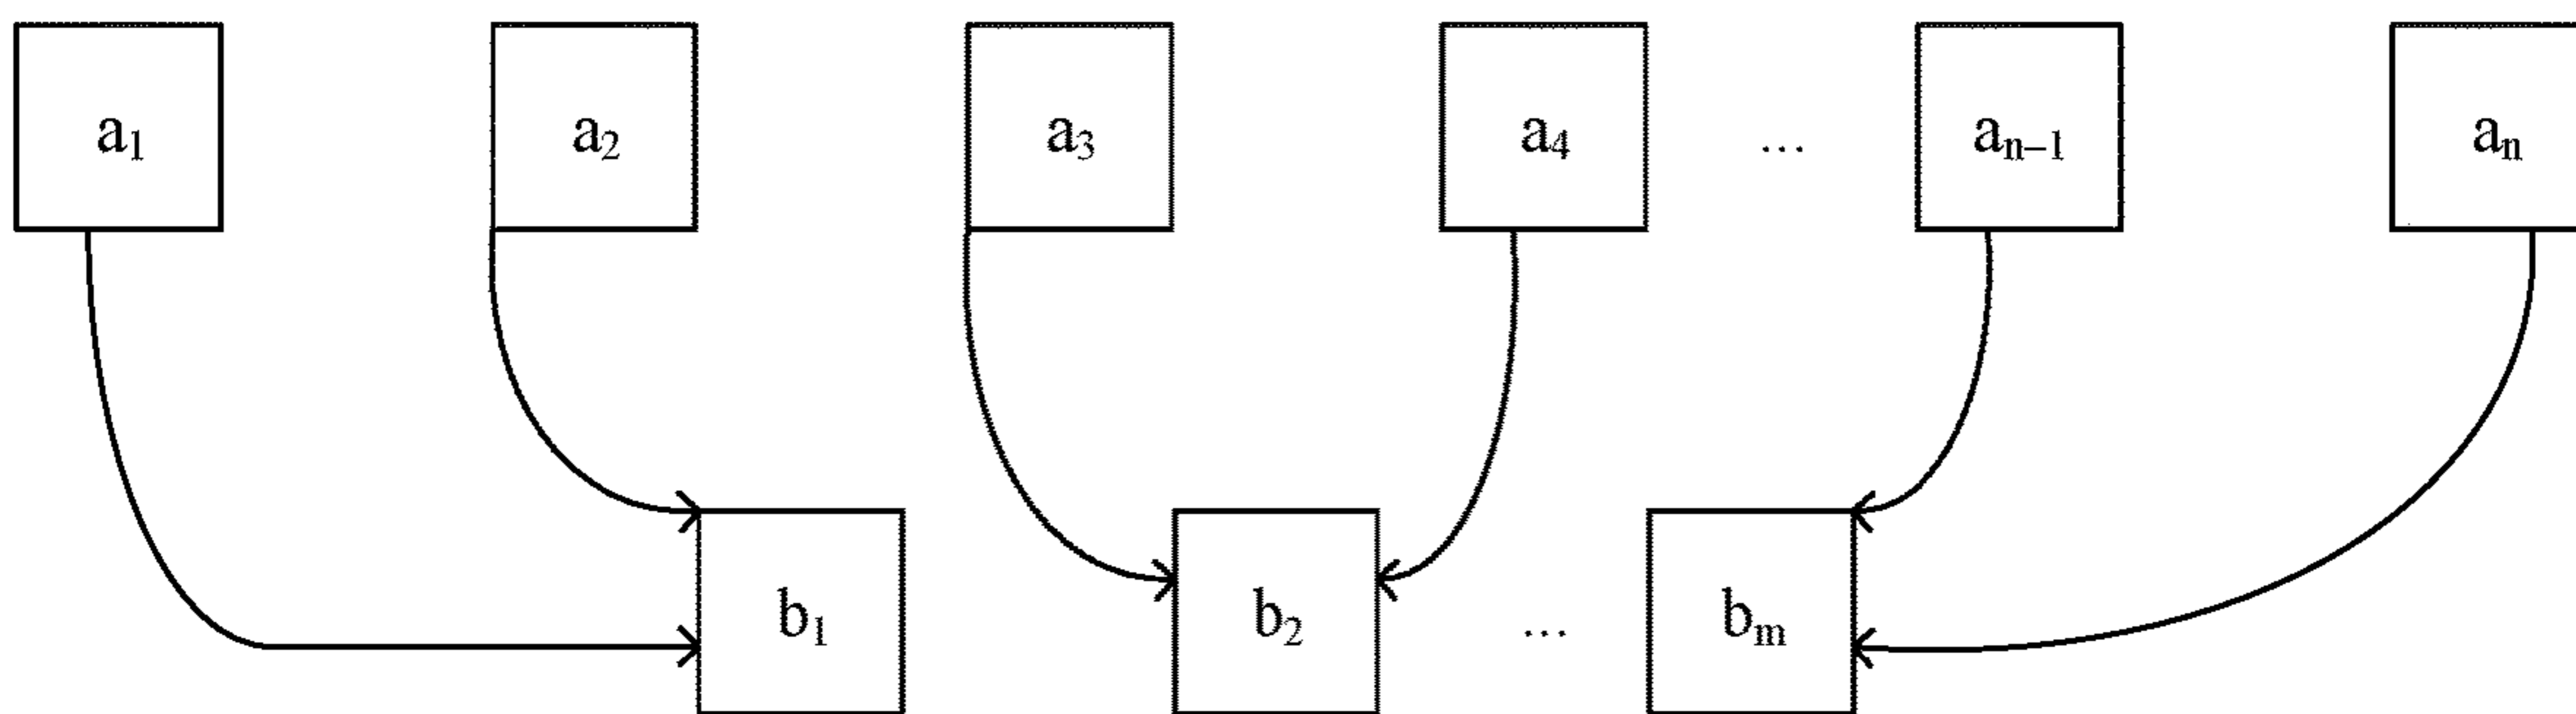 a₁ a₂ a₃ a₄ ... aₙ₋₁ aₙ
b₁ b₂ ... bₘ